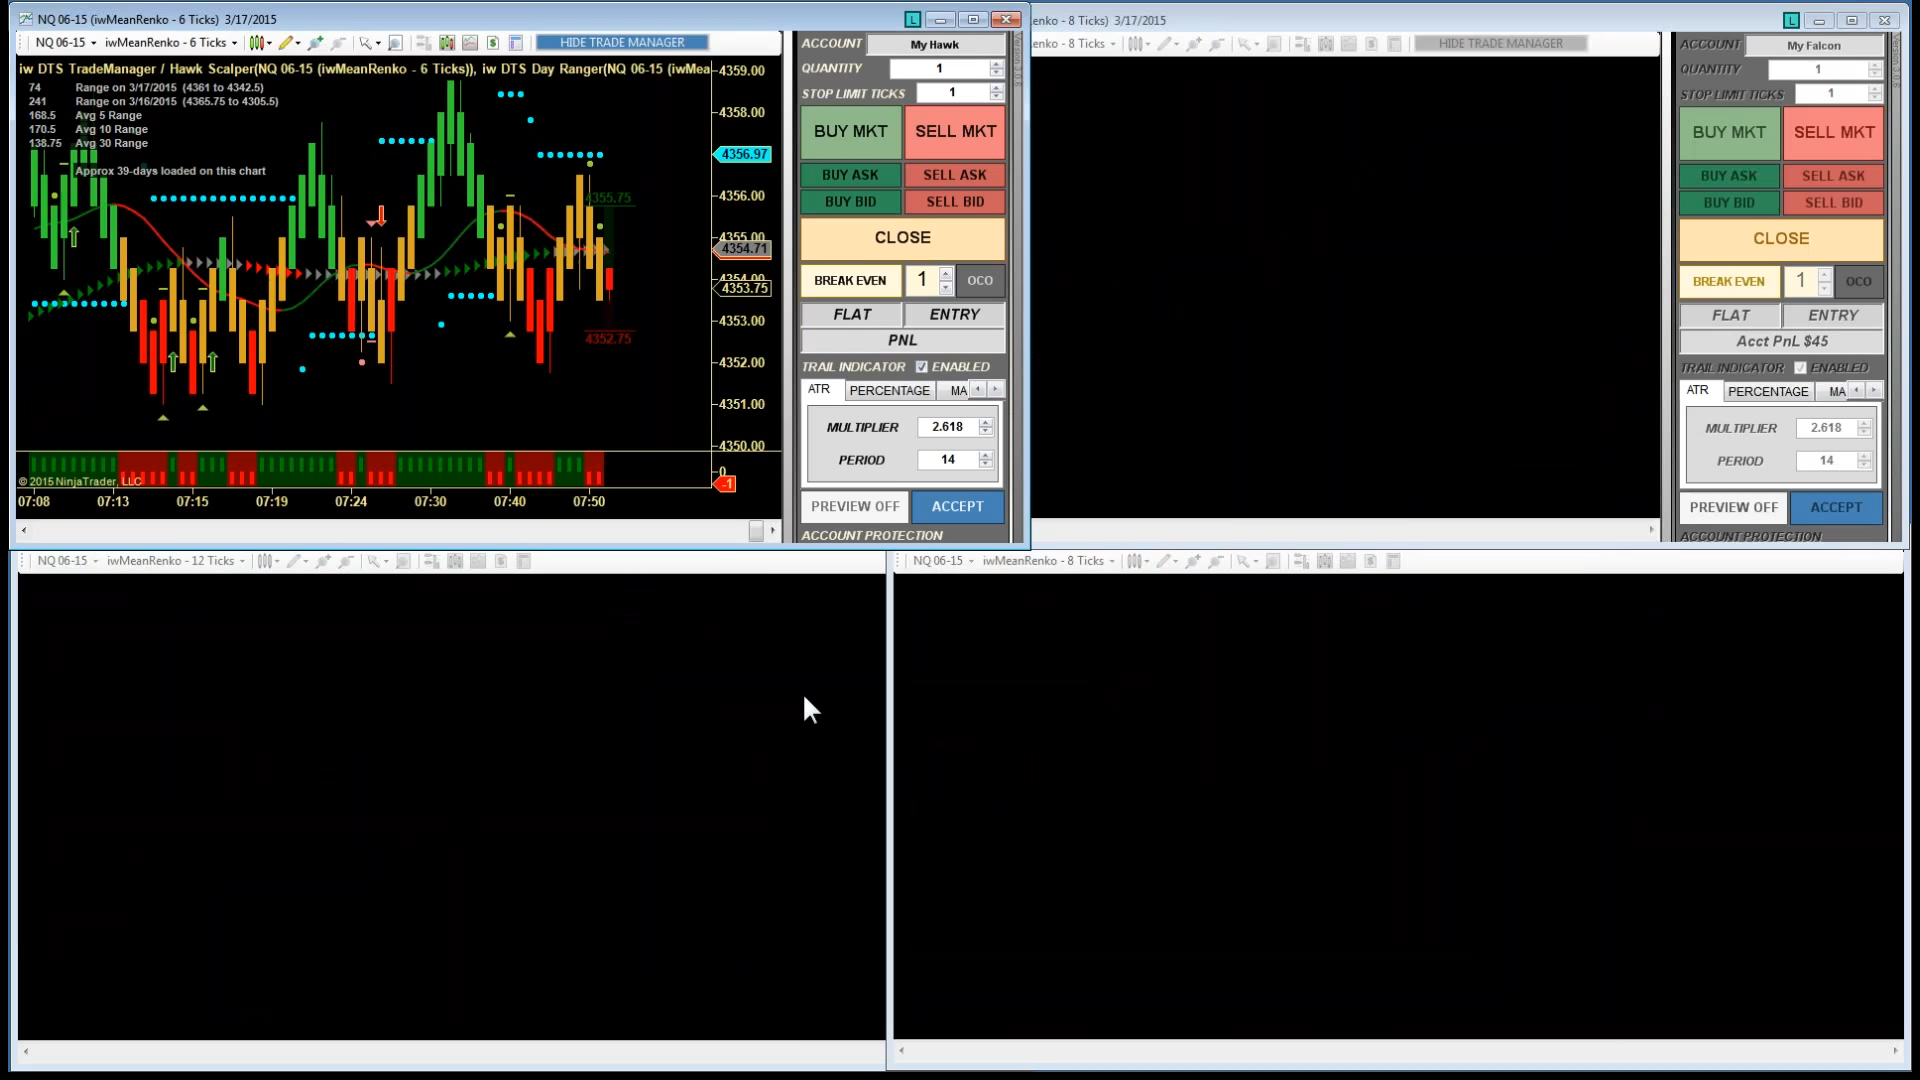 NQ 06-15 (iwMeanRenko - 6 Ticks)  3/17/2015
L
NQ 06-15 iwMeanRenko - 6 Ticks
HIDE TRADE MANAGER
iw DTS TradeManager / Hawk Scalper(NQ 06-15 (iwMeanRenko - 6 Ticks)), iw DTS Day Ranger(NQ 06-15 (iwMea
74 Range on 3/17/2015 (4361 to 4342.5)
241 Range on 3/16/2015 (4365.75 to 4305.5)
168.5 Avg 5 Range
170.5 Avg 10 Range
138.75 Avg 30 Range
Approx 39-days loaded on this chart
4355.75
4352.75
4359.00
4358.00
4356.97
4356.00
4355.00
4354.71
4354.00
4353.75
4353.00
4352.00
4351.00
4350.00
0
-1
© 2015 NinjaTrader, LLC
07:08 07:13 07:15 07:19 07:24 07:30 07:40 07:50
ACCOUNT My Hawk
QUANTITY 1
STOP LIMIT TICKS 1
BUY MKT SELL MKT
BUY ASK SELL ASK
BUY BID SELL BID
CLOSE
BREAK EVEN 1 OCO
FLAT ENTRY
PNL
TRAIL INDICATOR ENABLED
ATR PERCENTAGE MA
MULTIPLIER 2.618
PERIOD 14
PREVIEW OFF ACCEPT
ACCOUNT PROTECTION
enko - 8 Ticks)  3/17/2015
L
enko - 8 Ticks
HIDE TRADE MANAGER
ACCOUNT My Falcon
QUANTITY 1
STOP LIMIT TICKS 1
BUY MKT SELL MKT
BUY ASK SELL ASK
BUY BID SELL BID
CLOSE
BREAK EVEN 1 OCO
FLAT ENTRY
Acct PnL $45
TRAIL INDICATOR ENABLED
ATR PERCENTAGE MA
MULTIPLIER 2.618
PERIOD 14
PREVIEW OFF ACCEPT
ACCOUNT PROTECTION
NQ 06-15 iwMeanRenko - 12 Ticks
NQ 06-15 iwMeanRenko - 8 Ticks